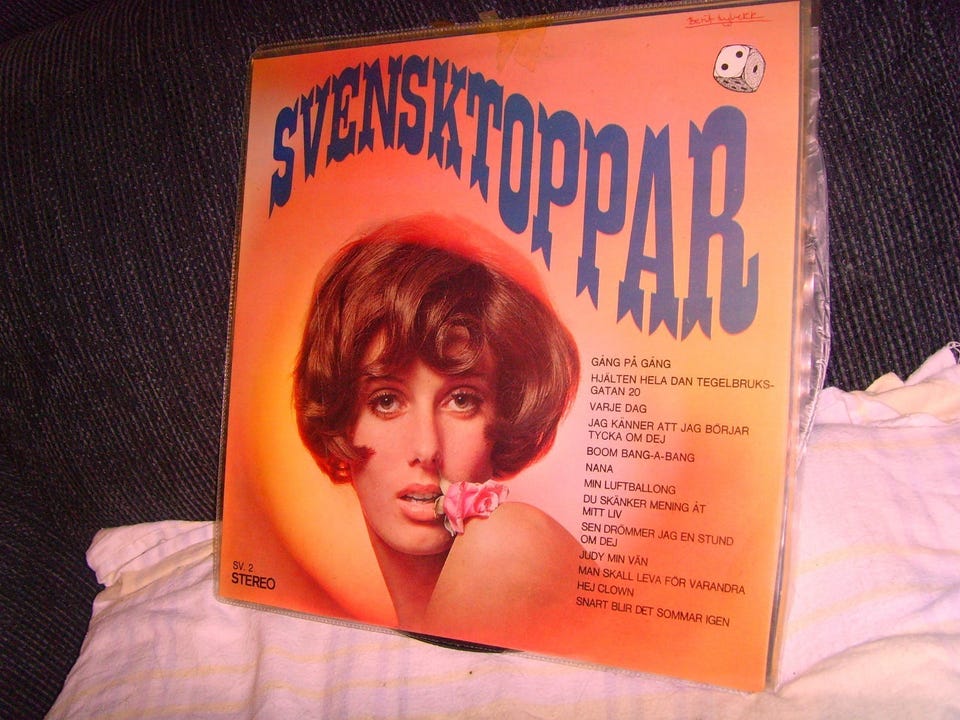 SVENSKTOPPAR
GÅNG PÅ GÅNG
HJÄLTEN HELA DAN TEGELBRUKS-
GATAN 20
VARJE DAG
JAG KÄNNER ATT JAG BÖRJAR
TYCKA OM DEJ
BOOM BANG-A-BANG
NANA
MIN LUFTBALLONG
DU SKÄNKER MENING ÅT
MITT LIV
SEN DRÖMMER JAG EN STUND
OM DEJ
JUDY MIN VÄN
MAN SKALL LEVA FÖR VARANDRA
HEJ CLOWN
SNART BLIR DET SOMMAR IGEN
SV. 2
STEREO